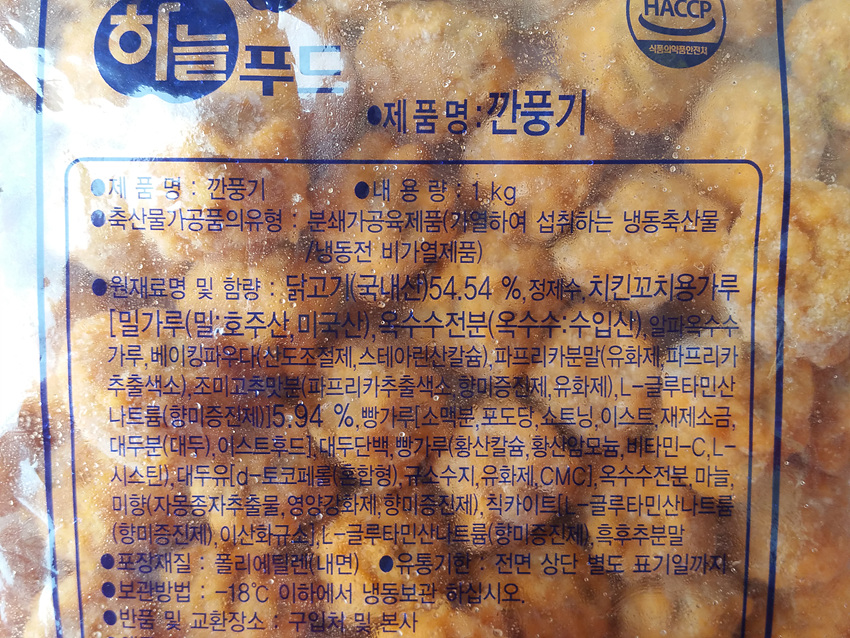 하늘푸드
HACCP
식품의약품안전처
●제품명:깐풍기
●제 품 명 : 깐풍기 ●내 용 량 : 1 kg
●축산물가공품의유형 : 분쇄가공육제품(가열하여 섭취하는 냉동축산물
/냉동전 비가열제품)
●원재료명 및 함량 : 닭고기(국내산)54.54 %,정제수,치킨꼬치용가루
[밀가루(밀:호주산,미국산),옥수수전분(옥수수:수입산),알파옥수수
가루,베이킹파우다(산도조절제,스테아린산칼슘),파프리카분말(유화제,파프리카
추출색소),조미고추맛분(파프리카추출색소,향미증진제,유화제),L-글루타민산
나트륨(향미증진제)]5.94 %,빵가루[소맥분,포도당,쇼트닝,이스트,재제소금,
대두분(대두),이스트후드],대두단백,빵가루(황산칼슘,황산암모늄,비타민-C,L-
시스틴),대두유[d-토코페롤(혼합형),규소수지,유화제,CMC],옥수수전분,마늘,
미향(자몽종자추출물,영양강화제,향미증진제),칙카이트[L-글루타민산나트륨
(향미증진제),이산화규소],L-글루타민산나트륨(향미증진제),흑후추분말
●포장재질 : 폴리에틸렌(내면) ●유통기한 : 전면 상단 별도 표기일까지
●보관방법 : -18℃ 이하에서 냉동보관 하십시오.
●반품 및 교환장소 : 구입처 및 본사